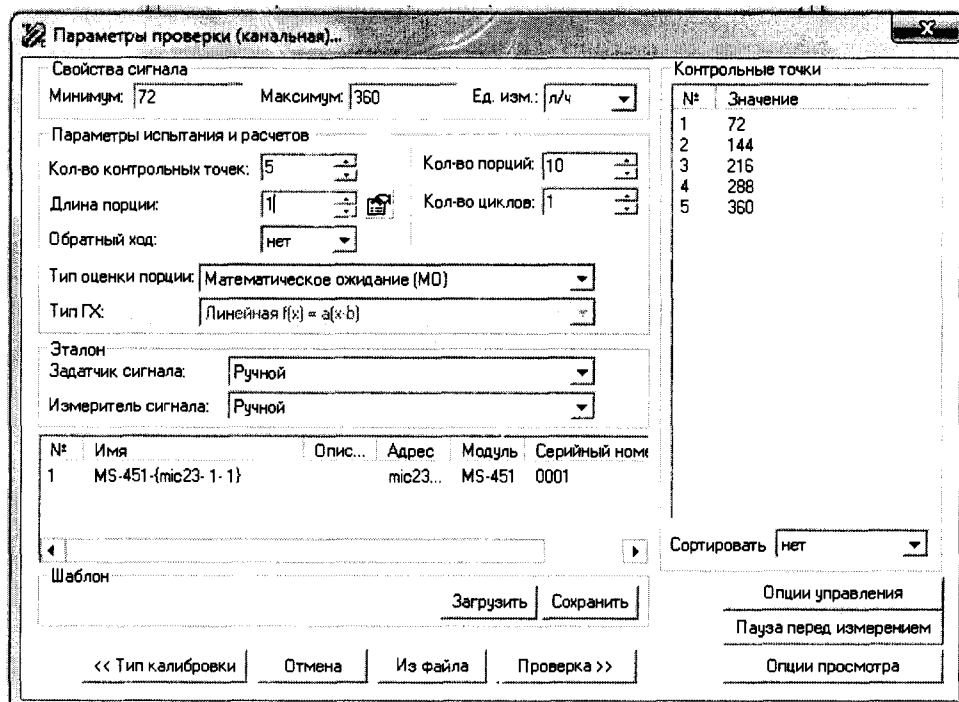 Параметры проверки (канальная)...
Свойства сигнала
Минимум: 72 Максимум: 360 Ед. изм.: л/ч
Параметры испытания и расчетов
Кол-во контрольных точек: 5 Кол-во порций: 10
Длина порции: 1 Кол-во циклов: 1
Обратный ход: нет
Тип оценки порции: Математическое ожидание (МО)
Тип ГХ: Линейная f(x) = a(x-b)
Эталон
Задатчик сигнала: Ручной
Измеритель сигнала: Ручной
№ Имя Опис... Адрес Модуль Серийный номе
1 MS-451-{mic23- 1- 1} mic23... MS-451 0001
Шаблон
Загрузить Сохранить
<< Тип калибровки Отмена Из файла Проверка >>
Контрольные точки
№ Значение
1 72
2 144
3 216
4 288
5 360
Сортировать нет
Опции управления
Пауза перед измерением
Опции просмотра